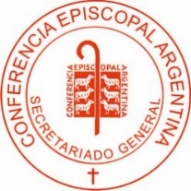 CONFERENCIA EPISCOPAL ARGENTINA
SECRETARIADO GENERAL
CONFERENCIA
EPISCOPAL
ARGENTINA